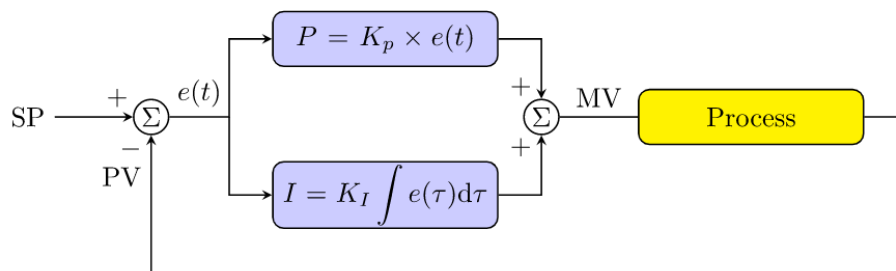 P = K_p × e(t)
e(t)
+
+
MV
SP
Σ
Σ
Process
−
+
PV
I = K_I ∫ e(τ)dτ